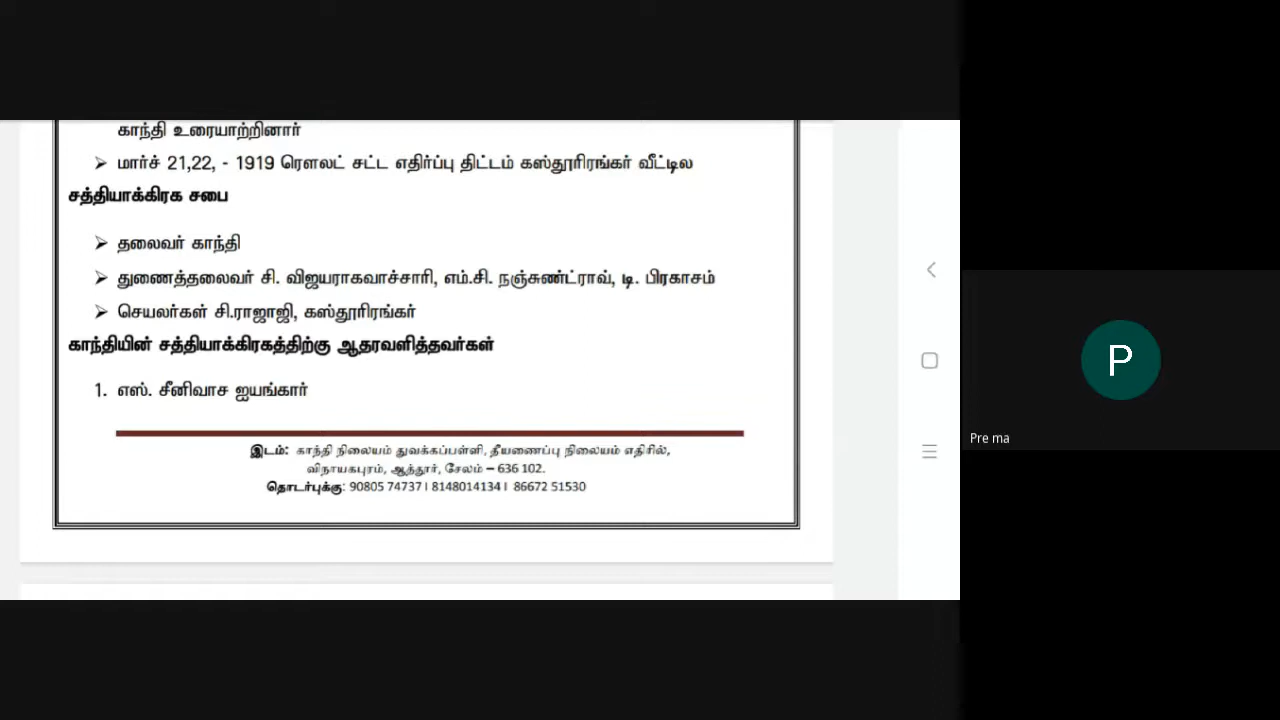 காந்தி உரையாற்றினார்
➢ மார்ச் 21,22, - 1919 ரௌலட் சட்ட எதிர்ப்பு திட்டம் கஸ்தூரிரங்கர் வீட்டில
சத்தியாக்கிரக சபை
➢ தலைவர் காந்தி
➢ துணைத்தலைவர் சி. விஜயராகவாச்சாரி, எம்.சி. நஞ்சுண்ட்ராவ், டி. பிரகாசம்
➢ செயலர்கள் சி.ராஜாஜி, கஸ்தூரிரங்கர்
காந்தியின் சத்தியாக்கிரகத்திற்கு ஆதரவளித்தவர்கள்
1. எஸ். சீனிவாச ஐயங்கார்
இடம்: காந்தி நிலையம் துவக்கப்பள்ளி, தீயணைப்பு நிலையம் எதிரில்,
விநாயகபுரம், ஆத்தூர், சேலம் – 636 102.
தொடர்புக்கு: 90805 74737 I 8148014134 I 86672 51530
P
Pre ma